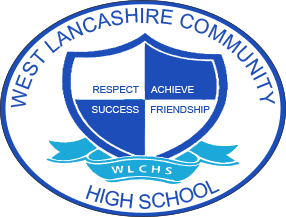 WEST LANCASHIRE COMMUNITY
RESPECT ACHIEVE
SUCCESS FRIENDSHIP
WLCHS
HIGH SCHOOL